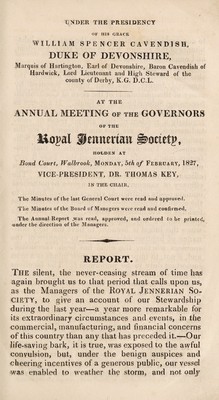 UNDER THE PRESIDENCY
OF HIS GRACE
WILLIAM SPENCER CAVENDISH,
DUKE OF DEVONSHIRE,
Marquis of Hartington, Earl of Devonshire, Baron Cavendish of
Hardwick, Lord Lieutenant and High Steward of the
county of Derby, K.G. D.C.L.
AT THE
ANNUAL MEETING OF THE GOVERNORS
OF THE
Royal Jennerian Society,
HOLDEN AT
Bond Court, Walbrook, MONDAY, 5th of FEBRUARY, 1827,
VICE-PRESIDENT, DR. THOMAS KEY,
IN THE CHAIR,
The Minutes of the last General Court were read and approved.
The Minutes of the Board of Managers were read and confirmed.
The Annual Report was read, approved, and ordered to be printed,
under the direction of the Managers.
REPORT.
THE silent, the never-ceasing stream of time has
again brought us to that period that calls upon us,
as the Managers of the ROYAL JENNERIAN SO-
CIETY, to give an account of our Stewardship
during the last year—a year more remarkable for
its extraordinary circumstances and events, in the
commercial, manufacturing, and financial concerns
of this country than any that has preceded it.—Our
life-saving bark, it is true, was exposed to the awful
convulsion, but, under the benign auspices and
cheering incentives of a generous public, our vessel
was enabled to weather the storm, and not only